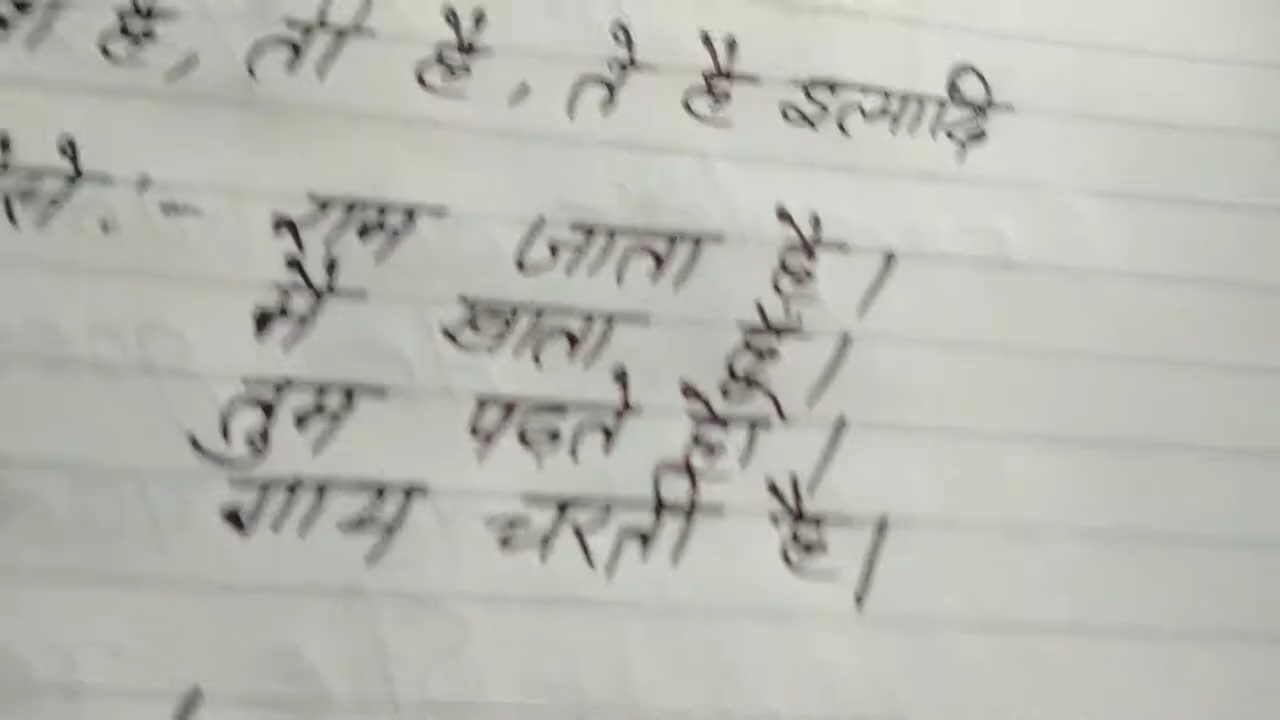 है, ती है, ते है इत्यादि
जैसे :-
राम जाता है।
मैं खाता हूँ।
तुम पढ़ते हो।
गाय चरती है।